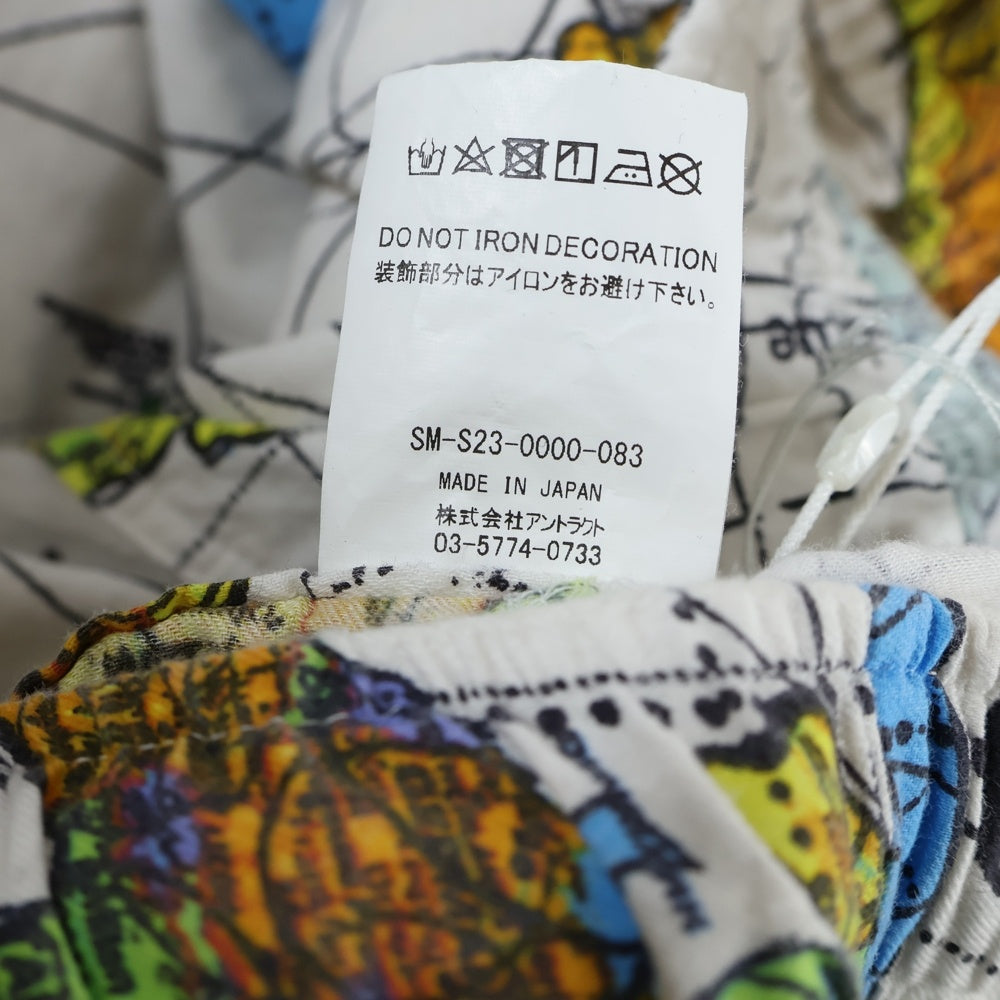 DO NOT IRON DECORATION
装飾部分はアイロンをお避け下さい。
SM-S23-0000-083
MADE IN JAPAN
株式会社アントラクト
03-5774-0733